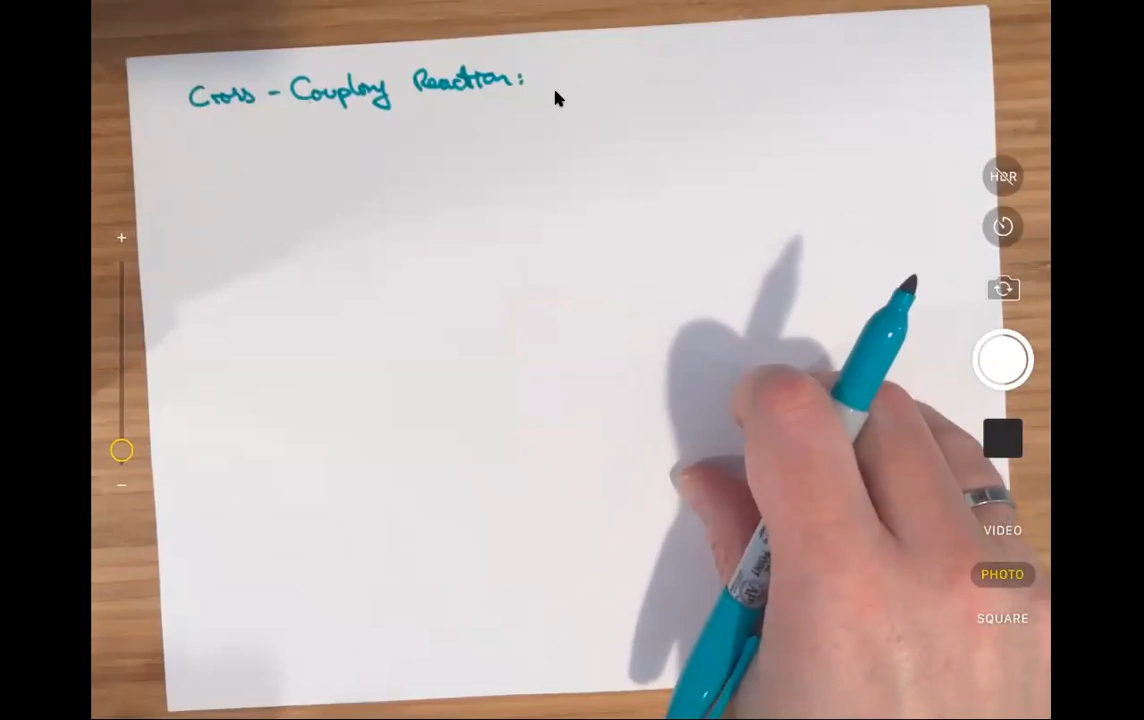 Cross - Coupling Reaction:
HDR
+
-
VIDEO
PHOTO
SQUARE